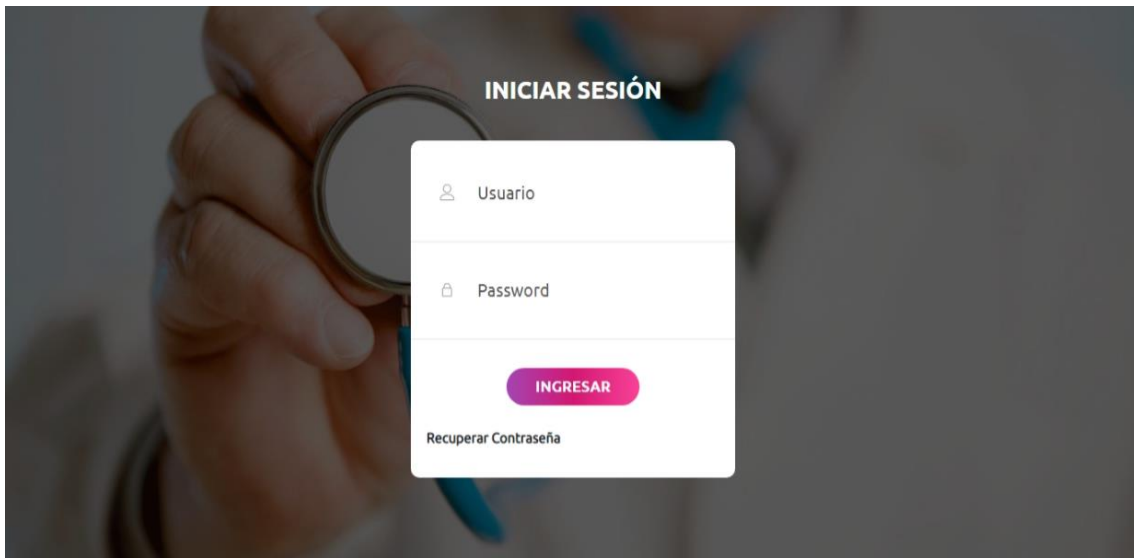 INICIAR SESIÓN
Usuario
Password
INGRESAR
Recuperar Contraseña